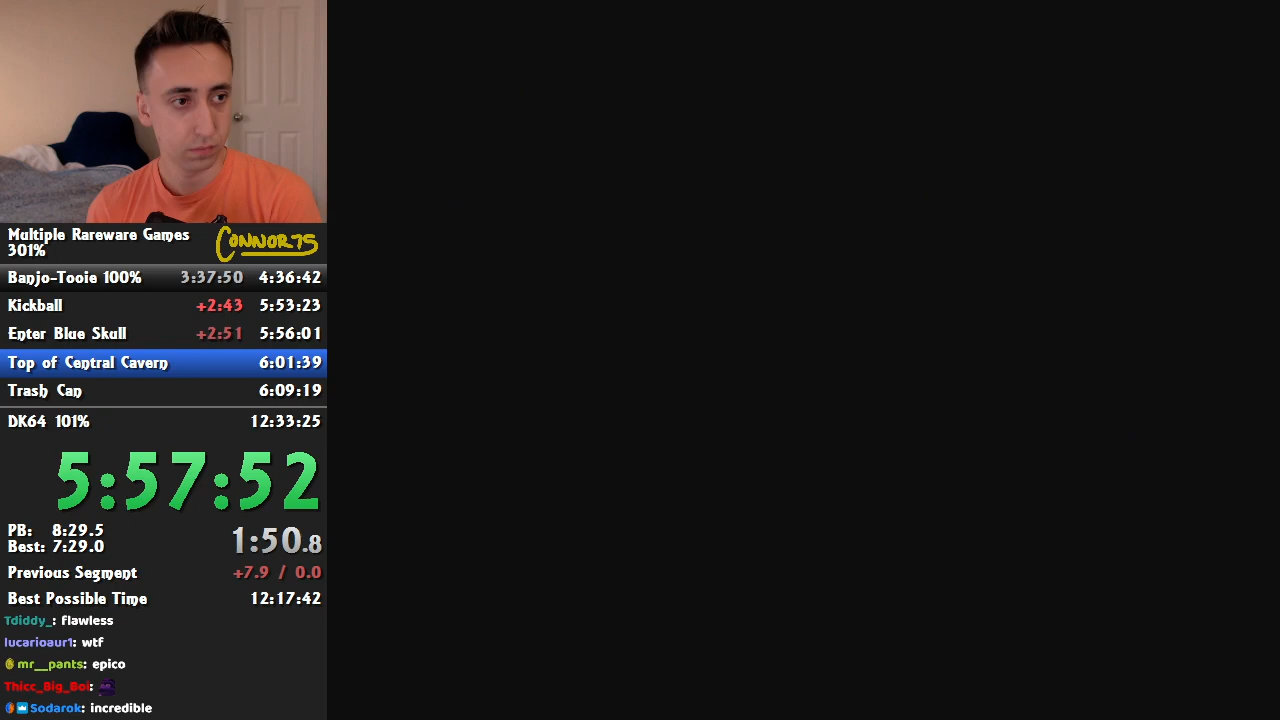 Multiple Rareware Games
301%
CONNOR75
Banjo-Tooie 100% 3:37:50 4:36:42
Kickball +2:43 5:53:23
Enter Blue Skull +2:51 5:56:01
Top of Central Cavern 6:01:39
Trash Can 6:09:19
DK64 101% 12:33:25
5:57:52
PB: 8:29.5
Best: 7:29.0
1:50.8
Previous Segment +7.9 / 0.0
Best Possible Time 12:17:42
Tdiddy_: flawless
lucarioaur1: wtf
mr__pants: epico
Thicc_Big_Boi:
Sodarok: incredible